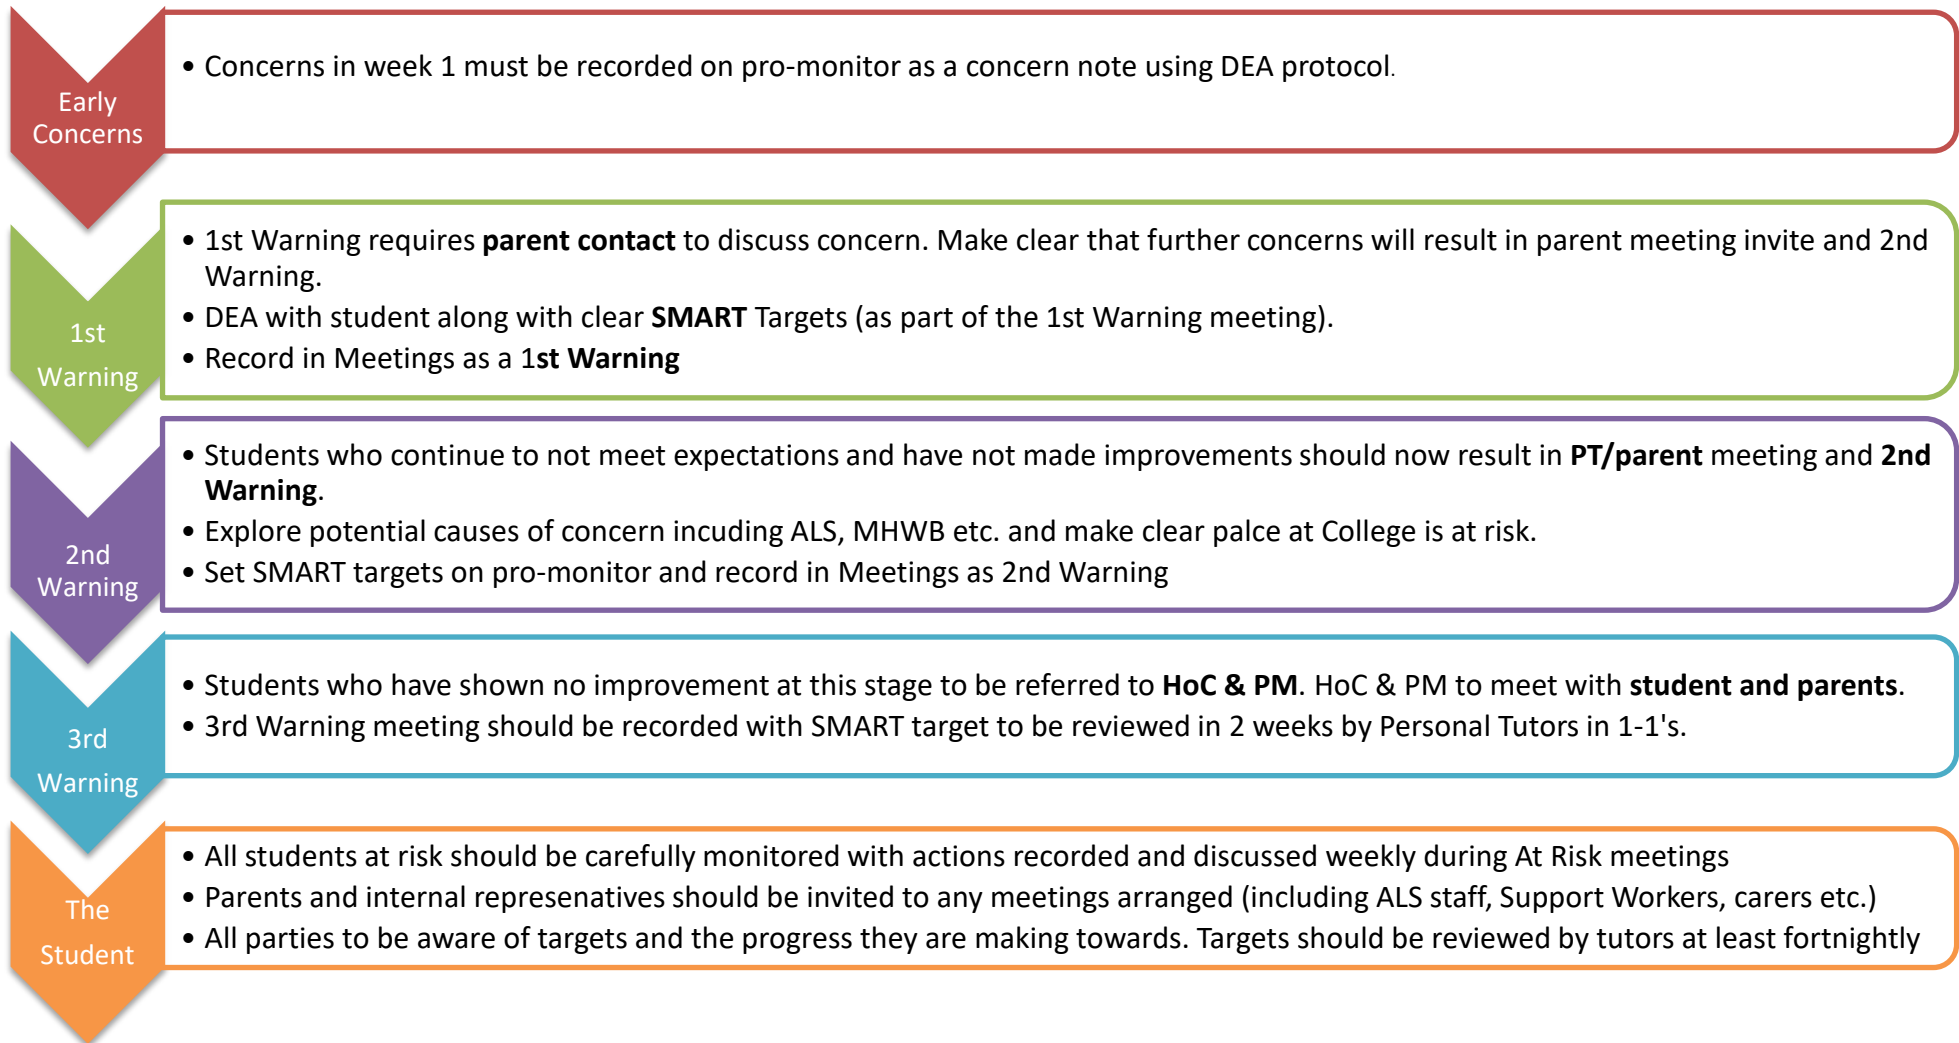 Early
Concerns
• Concerns in week 1 must be recorded on pro-monitor as a concern note using DEA protocol.
1st
Warning
• 1st Warning requires parent contact to discuss concern. Make clear that further concerns will result in parent meeting invite and 2nd
Warning.
• DEA with student along with clear SMART Targets (as part of the 1st Warning meeting).
• Record in Meetings as a 1st Warning
2nd
Warning
• Students who continue to not meet expectations and have not made improvements should now result in PT/parent meeting and 2nd
Warning.
• Explore potential causes of concern incuding ALS, MHWB etc. and make clear palce at College is at risk.
• Set SMART targets on pro-monitor and record in Meetings as 2nd Warning
3rd
Warning
• Students who have shown no improvement at this stage to be referred to HoC & PM. HoC & PM to meet with student and parents.
• 3rd Warning meeting should be recorded with SMART target to be reviewed in 2 weeks by Personal Tutors in 1-1's.
The
Student
• All students at risk should be carefully monitored with actions recorded and discussed weekly during At Risk meetings
• Parents and internal represenatives should be invited to any meetings arranged (including ALS staff, Support Workers, carers etc.)
• All parties to be aware of targets and the progress they are making towards. Targets should be reviewed by tutors at least fortnightly